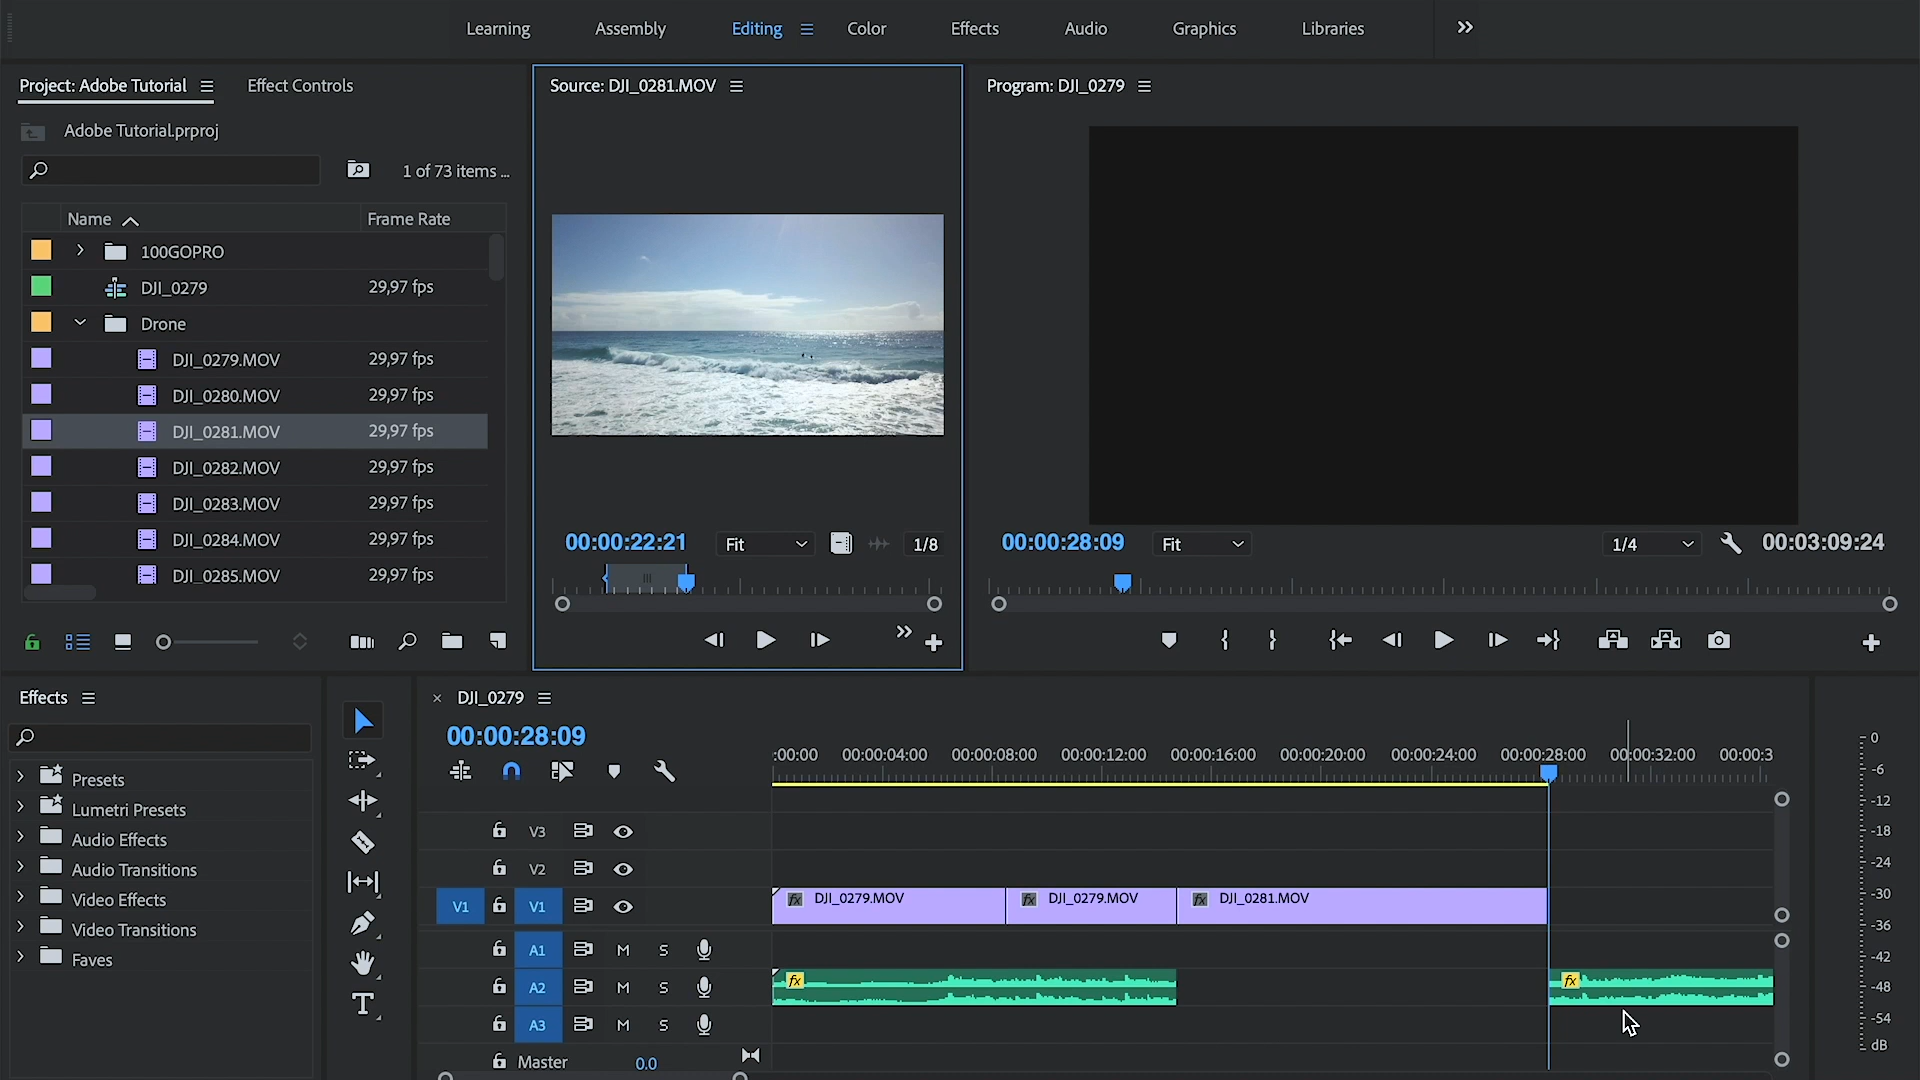 Learning Assembly Editing Color Effects Audio Graphics Libraries
Project: Adobe Tutorial Effect Controls
Adobe Tutorial.prproj
1 of 73 items ...
Name Frame Rate
100GOPRO
DJI_0279 29,97 fps
Drone
DJI_0279.MOV 29,97 fps
DJI_0280.MOV 29,97 fps
DJI_0281.MOV 29,97 fps
DJI_0282.MOV 29,97 fps
DJI_0283.MOV 29,97 fps
DJI_0284.MOV 29,97 fps
DJI_0285.MOV 29,97 fps
Source: DJI_0281.MOV
00:00:22:21 Fit 1/8
Program: DJI_0279
00:00:28:09 Fit 1/4 00:03:09:24
Effects
Presets
Lumetri Presets
Audio Effects
Audio Transitions
Video Effects
Video Transitions
Faves
T
× DJI_0279
00:00:28:09
:00:00 00:00:04:00 00:00:08:00 00:00:12:00 00:00:16:00 00:00:20:00 00:00:24:00 00:00:28:00 00:00:32:00 00:00:3
V3
V2
V1 V1 fx DJI_0279.MOV fx DJI_0279.MOV fx DJI_0281.MOV
A1 M S
A2 M S fx fx
A3 M S
Master 0.0
0
-6
-12
-18
-24
-30
-36
-42
-48
-54
dB